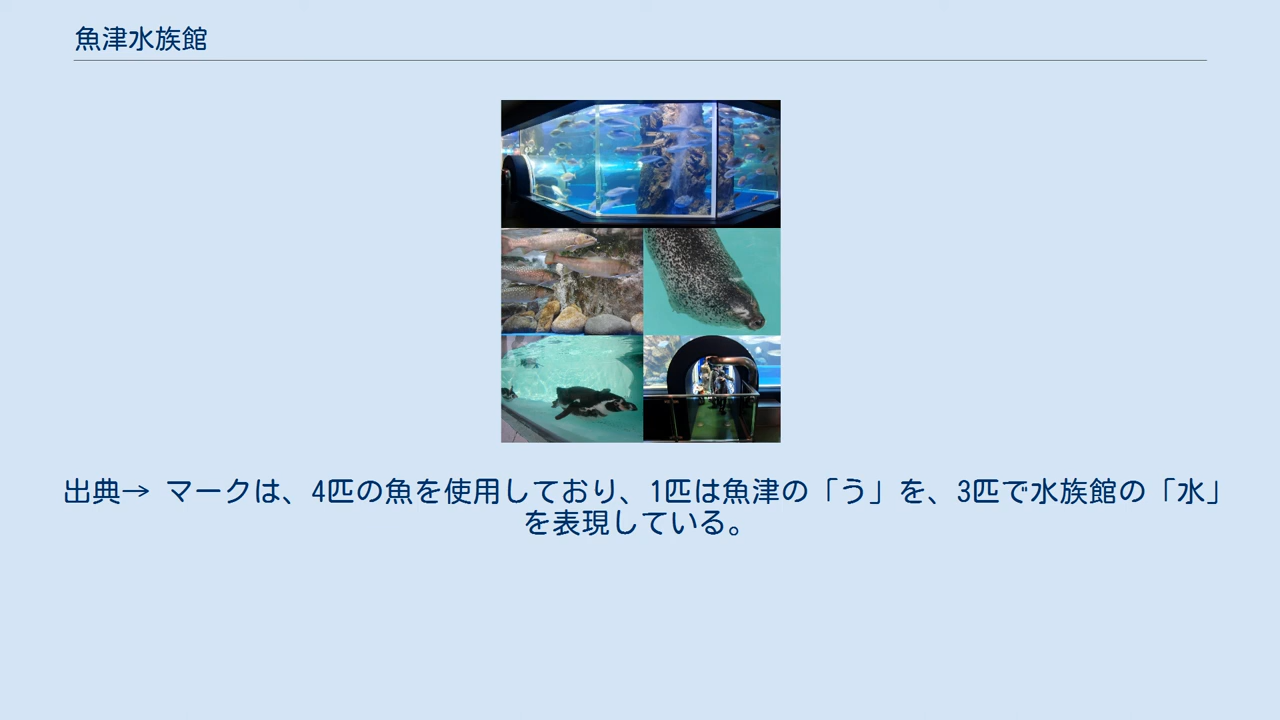 魚津水族館
出典→ マークは、4匹の魚を使用しており、1匹は魚津の「う」を、3匹で水族館の「水」
を表現している。